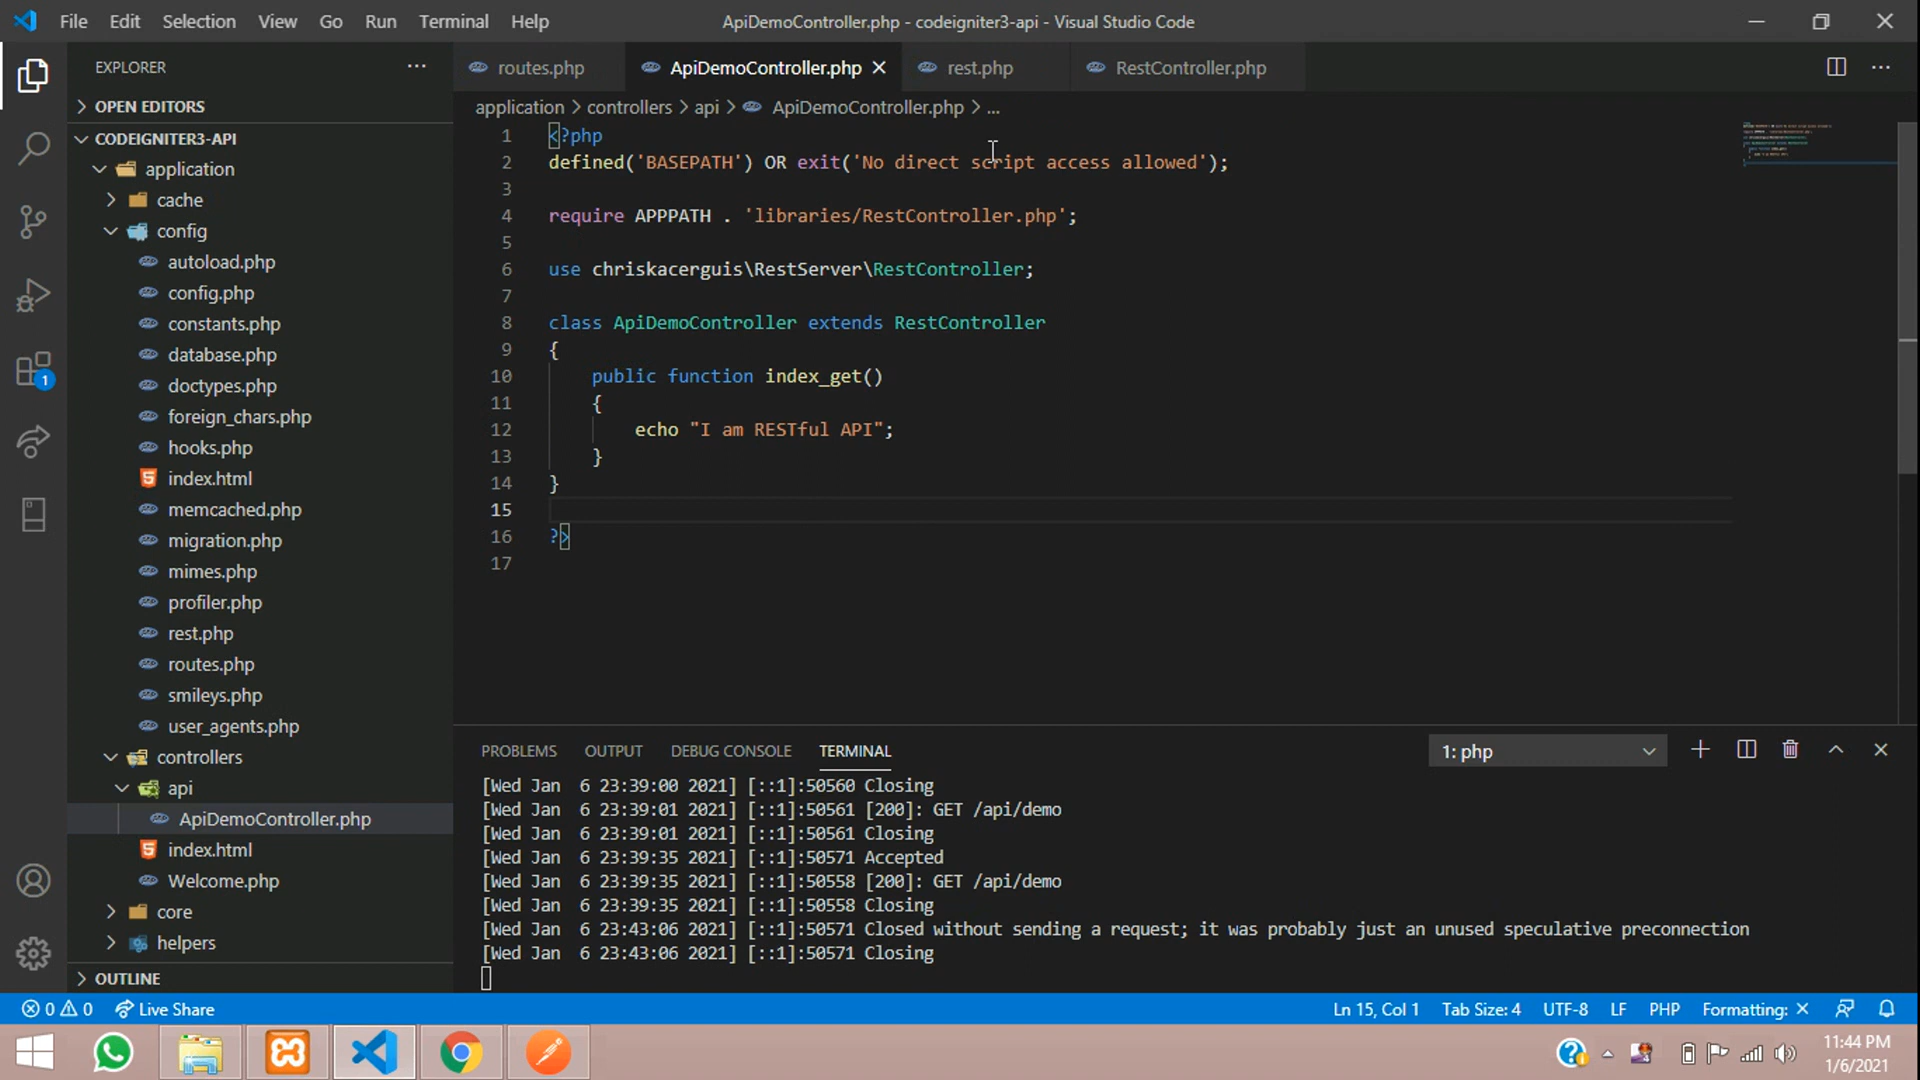 File Edit Selection View Go Run Terminal Help
ApiDemoController.php - codeigniter3-api - Visual Studio Code
EXPLORER
OPEN EDITORS
CODEIGNITER3-API
application
cache
config
autoload.php
config.php
constants.php
database.php
doctypes.php
foreign_chars.php
hooks.php
index.html
memcached.php
migration.php
mimes.php
profiler.php
rest.php
routes.php
smileys.php
user_agents.php
controllers
api
ApiDemoController.php
index.html
Welcome.php
core
helpers
OUTLINE
1
routes.php ApiDemoController.php rest.php RestController.php
application > controllers > api > ApiDemoController.php > ...
1 <?php
2 defined('BASEPATH') OR exit('No direct script access allowed');
3
4 require APPPATH . 'libraries/RestController.php';
5
6 use chriskacerguis\RestServer\RestController;
7
8 class ApiDemoController extends RestController
9 {
10 public function index_get()
11 {
12 echo "I am RESTful API";
13 }
14 }
15
16 ?>
17
PROBLEMS OUTPUT DEBUG CONSOLE TERMINAL
1: php
[Wed Jan  6 23:39:00 2021] [::1]:50560 Closing
[Wed Jan  6 23:39:01 2021] [::1]:50561 [200]: GET /api/demo
[Wed Jan  6 23:39:01 2021] [::1]:50561 Closing
[Wed Jan  6 23:39:35 2021] [::1]:50571 Accepted
[Wed Jan  6 23:39:35 2021] [::1]:50558 [200]: GET /api/demo
[Wed Jan  6 23:39:35 2021] [::1]:50558 Closing
[Wed Jan  6 23:43:06 2021] [::1]:50571 Closed without sending a request; it was probably just an unused speculative preconnection
[Wed Jan  6 23:43:06 2021] [::1]:50571 Closing
0 0 Live Share
Ln 15, Col 1 Tab Size: 4 UTF-8 LF PHP Formatting: ×
11:44 PM
1/6/2021